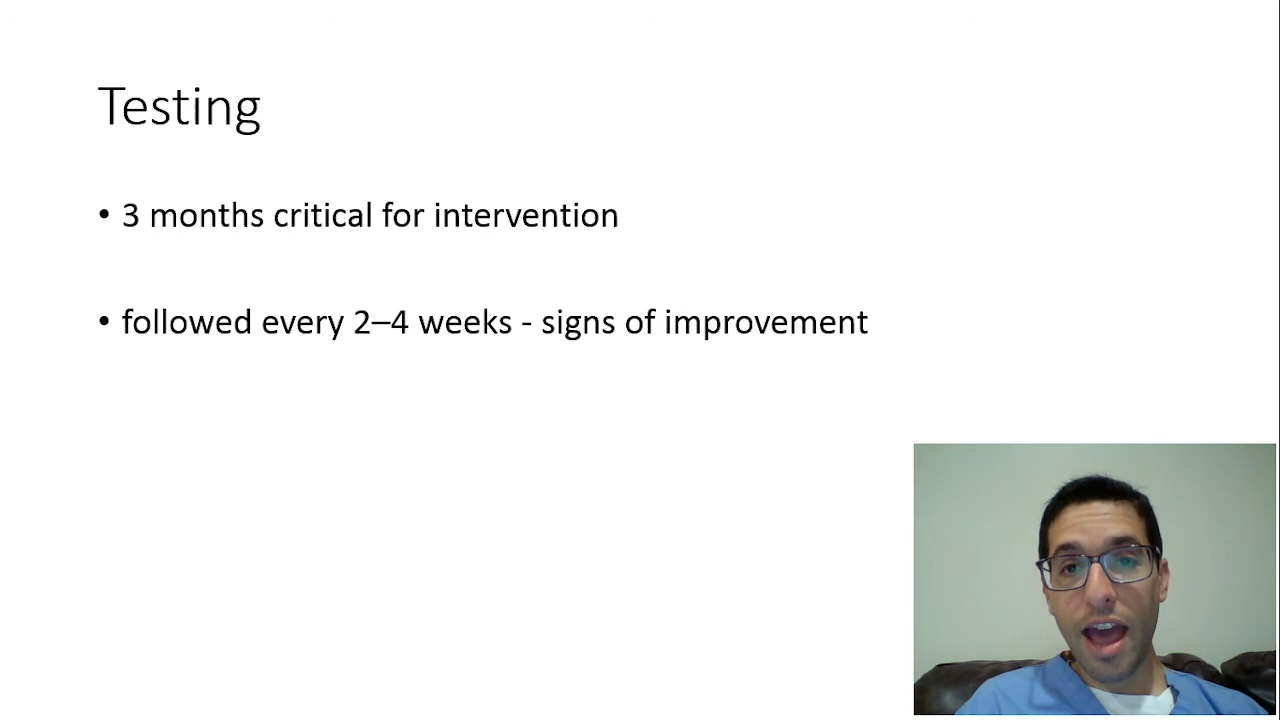 Testing
• 3 months critical for intervention
• followed every 2–4 weeks - signs of improvement